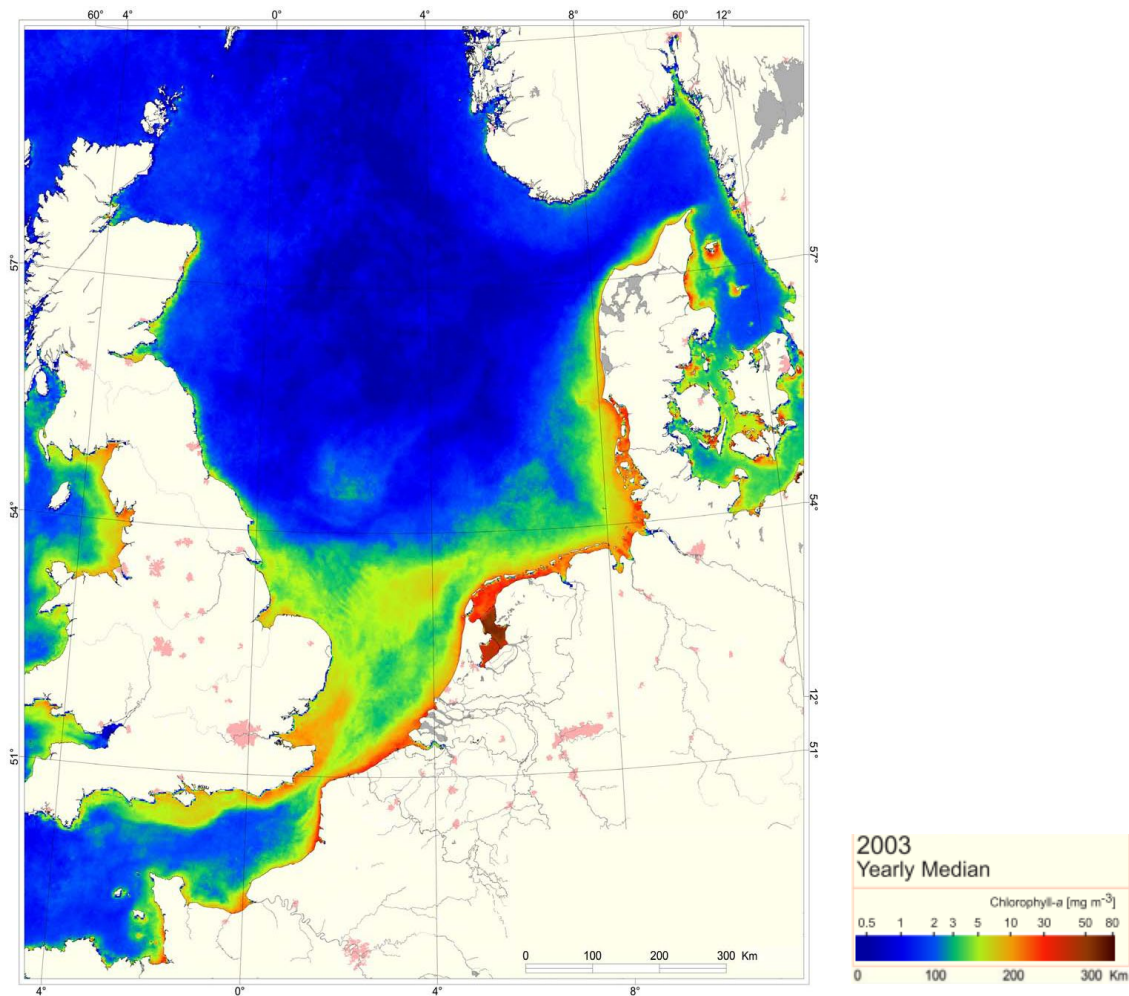 60° 4° 0° 4° 8° 60° 12°
57° 57°
54° 54°
12°
51° 51°
0 100 200 300 Km
4° 0° 4° 8°
2003
Yearly Median
Chlorophyll-a [mg m-3]
0.5 1 2 3 5 10 30 50 80
0 100 200 300 Km